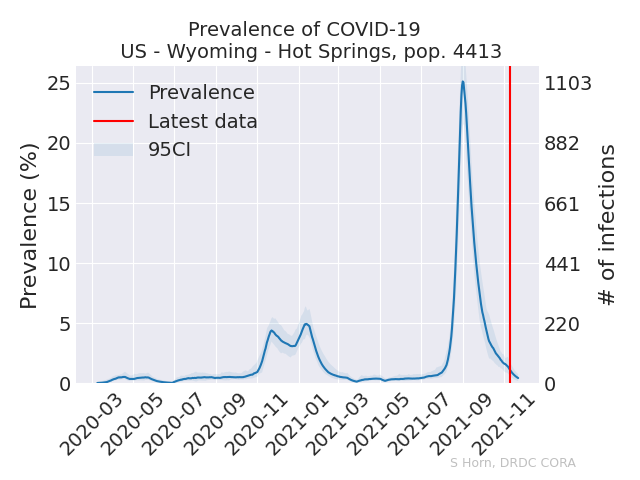 Prevalence of COVID-19
US - Wyoming - Hot Springs, pop. 4413
Prevalence
Latest data
95CI
Prevalence (%)
25
20
15
10
5
0
1103
882
661
441
220
0
# of infections
2020-03
2020-05
2020-07
2020-09
2020-11
2021-01
2021-03
2021-05
2021-07
2021-09
2021-11
S Horn, DRDC CORA